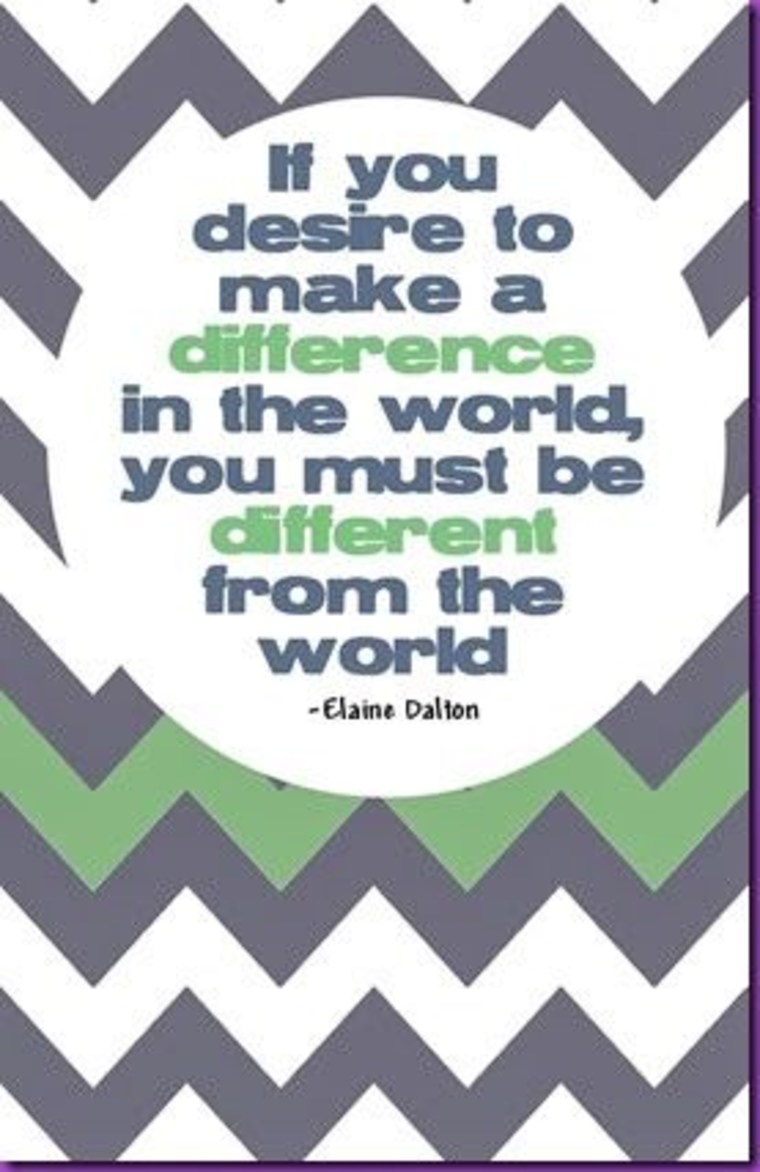 If you
desire to
make a
difference
in the world,
you must be
different
from the
world
-Elaine Dalton